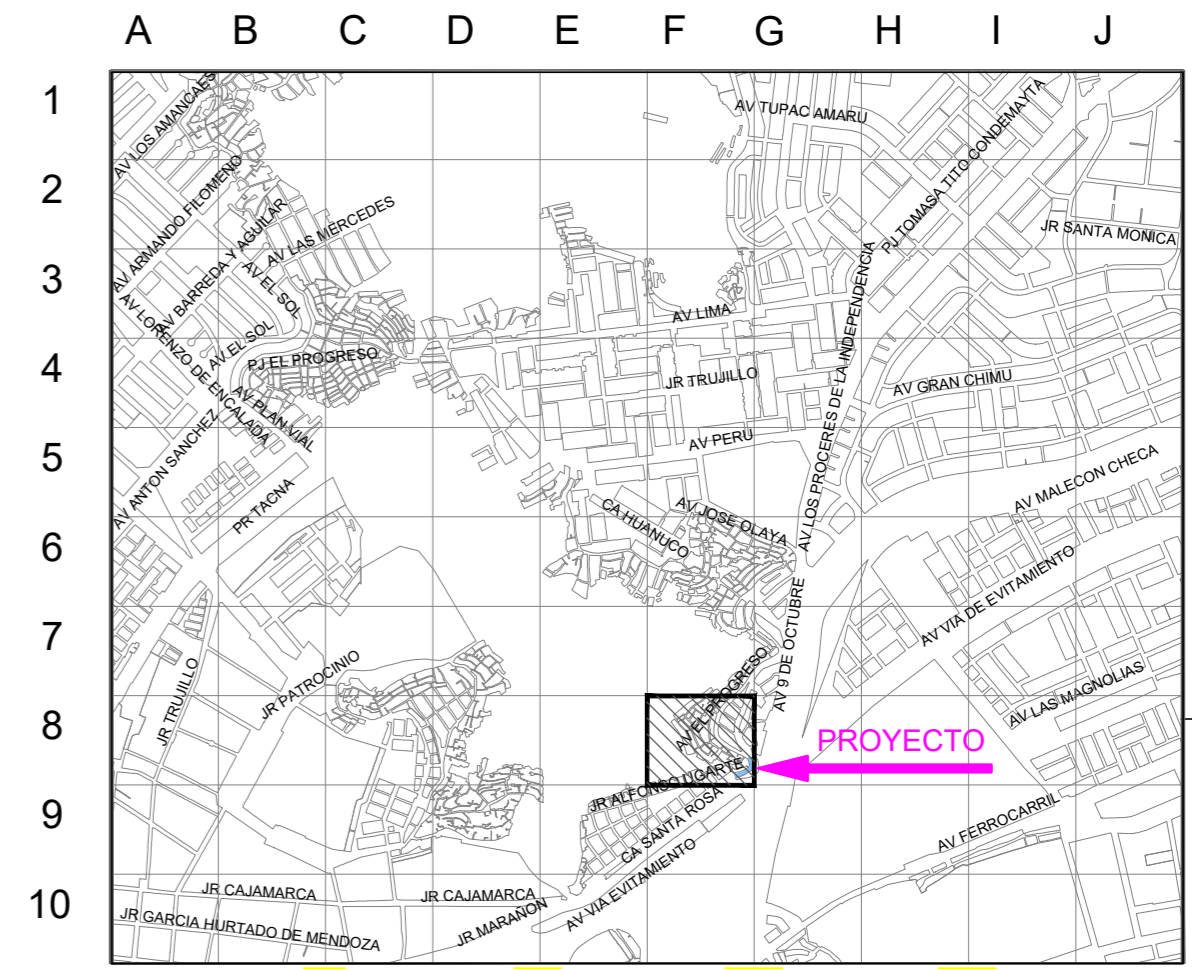 A B C D E F G H I J
1
AV LOS AMANCAES
AV TUPAC AMARU
PJ TOMASA TITO CONDEMAYTA
2
AV ARMANDO FILOMENO
AV BARREDA Y AGUILAR
AV LAS MERCEDES
JR SANTA MONICA
3
AV EL SOL
AV LIMA
AV LORENZO DE ENCALADA
AV EL SOL
4
PJ EL PROGRESO
JR TRUJILLO
AV LOS PROCERES DE LA INDEPENDENCIA
AV GRAN CHIMU
AV PLAN VIAL
5
AV ANTON SANCHEZ
AV PERU
AV MALECON CHECA
PR TACNA
6
CA HUANUCO
AV JOSE OLAYA
AV VIA DE EVITAMIENTO
7
JR TRUJILLO
JR PATROCINIO
AV 9 DE OCTUBRE
AV LAS MAGNOLIAS
8
AV EL PROGRESO
PROYECTO
JR ALFONSO UGARTE
9
CA SANTA ROSA
AV FERROCARRIL
AV VIA EVITAMIENTO
10
JR CAJAMARCA
JR CAJAMARCA
JR GARCIA HURTADO DE MENDOZA
JR MARAÑON